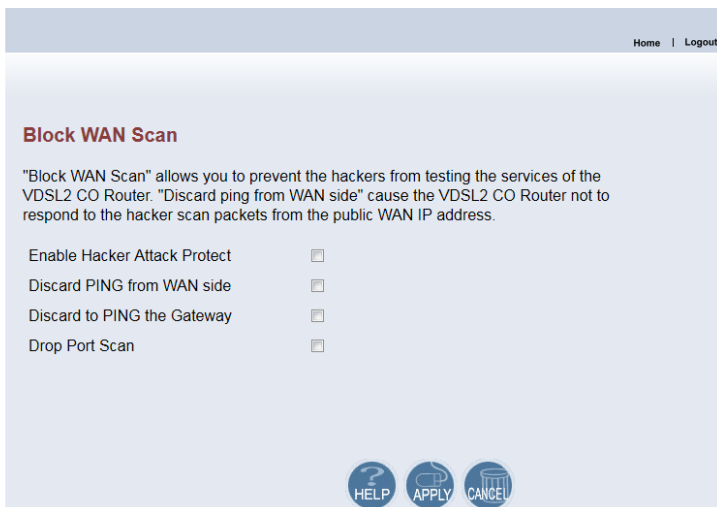 Home | Logout
Block WAN Scan
"Block WAN Scan" allows you to prevent the hackers from testing the services of the
VDSL2 CO Router. "Discard ping from WAN side" cause the VDSL2 CO Router not to
respond to the hacker scan packets from the public WAN IP address.
Enable Hacker Attack Protect
Discard PING from WAN side
Discard to PING the Gateway
Drop Port Scan
HELP APPLY CANCEL